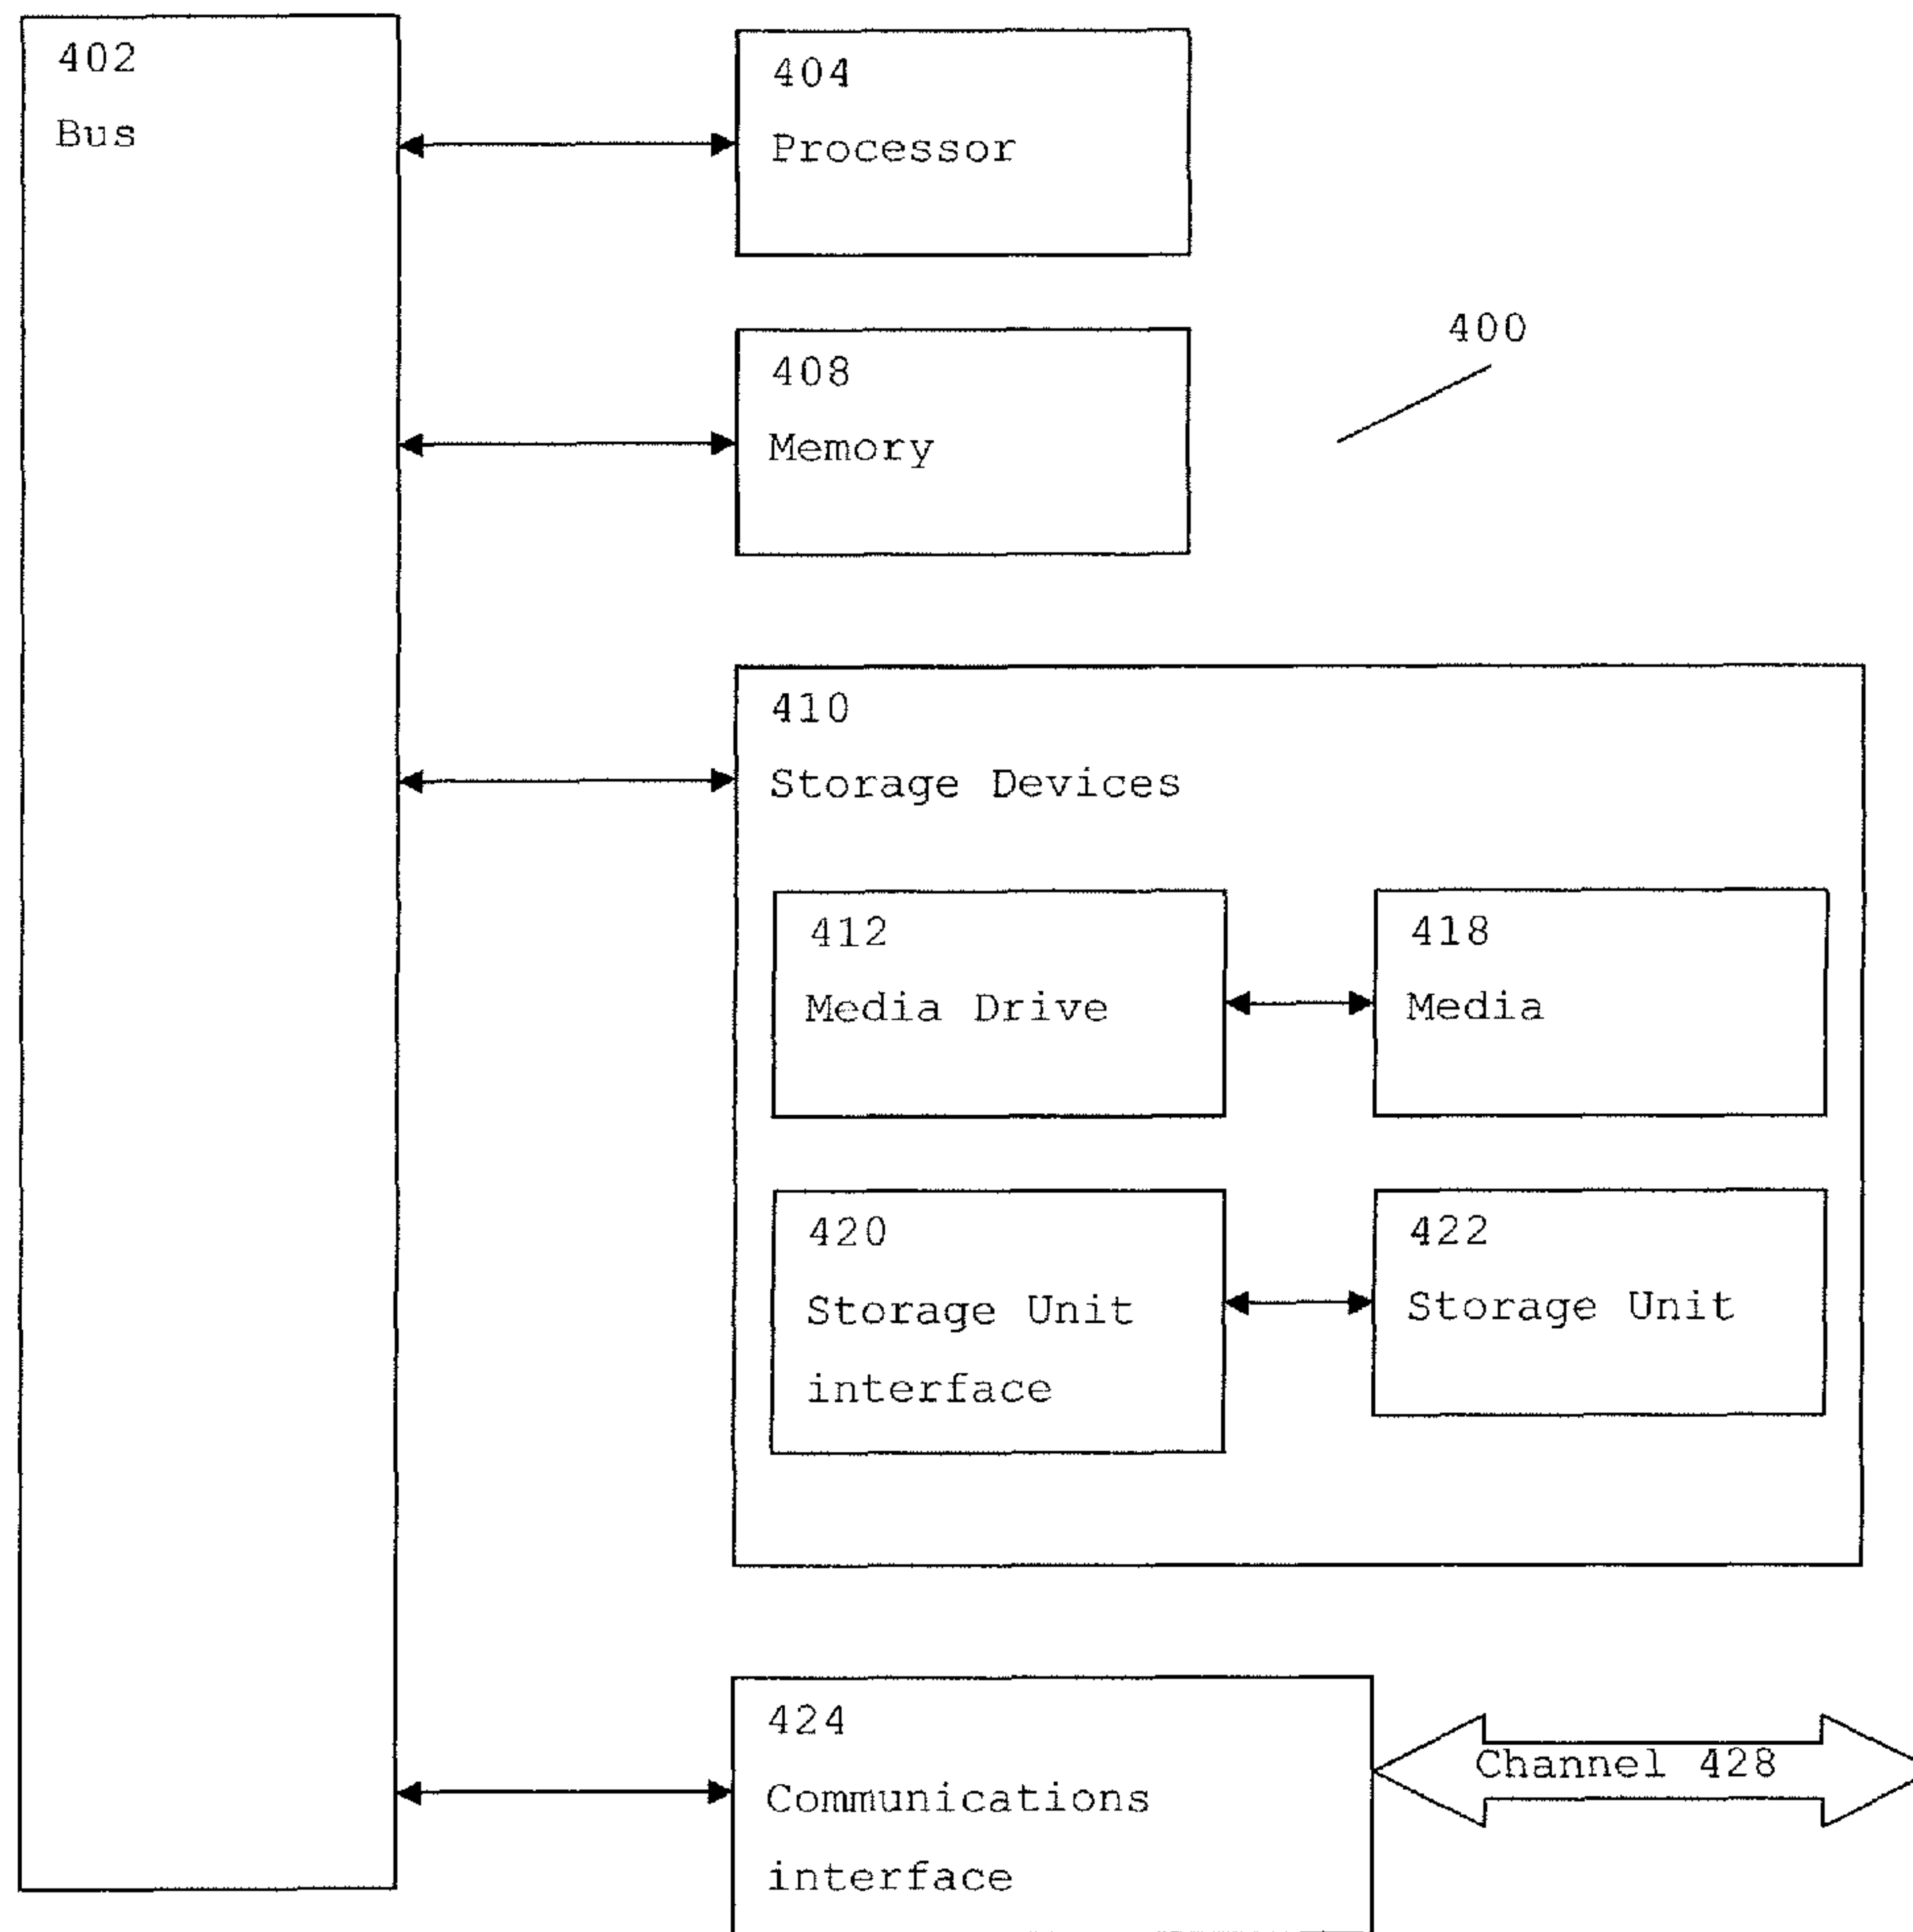 402
Bus
404
Processor
400
408
Memory
410
Storage Devices
412
Media Drive
418
Media
420
Storage Unit
interface
422
Storage Unit
424
Communications
interface
Channel 428